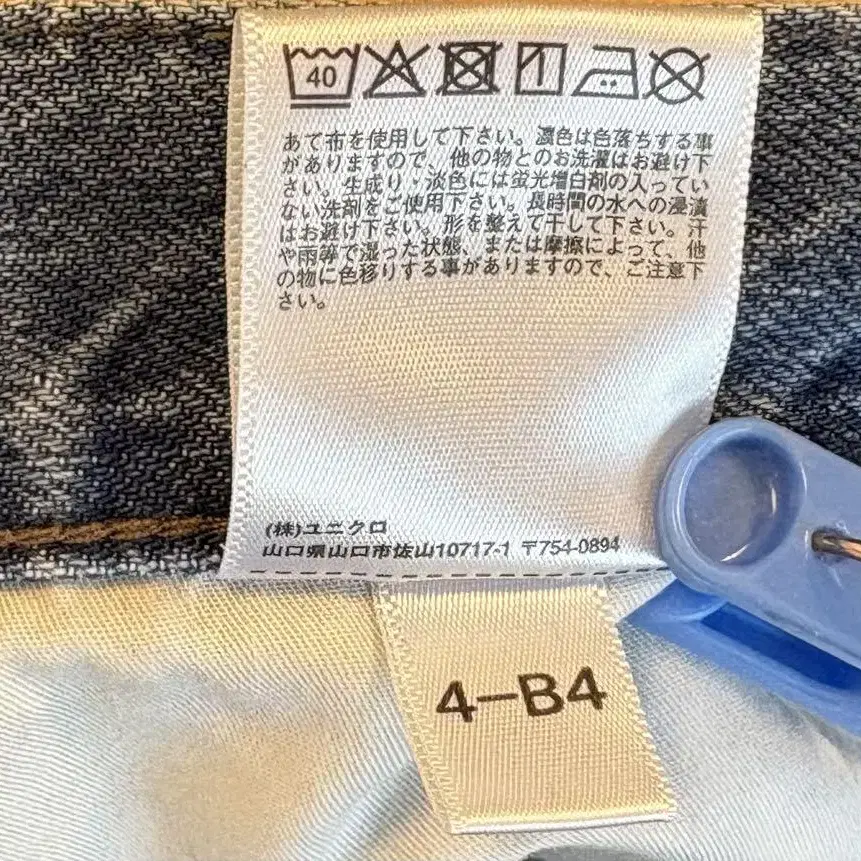 40
あて布を使用して下さい。濃色は色落ちする事
がありますので、他の物とのお洗濯はお避け下
さい。生成り・淡色には蛍光増白剤の入ってい
ない洗剤をご使用下さい。長時間の水への浸漬
はお避け下さい。形を整えて干して下さい。汗
や雨等で湿った状態、または摩擦によって、他
の物に色移りする事がありますので、ご注意下
さい。
(株)ユニクロ
山口県山口市佐山10717-1 〒754-0894
4-B4